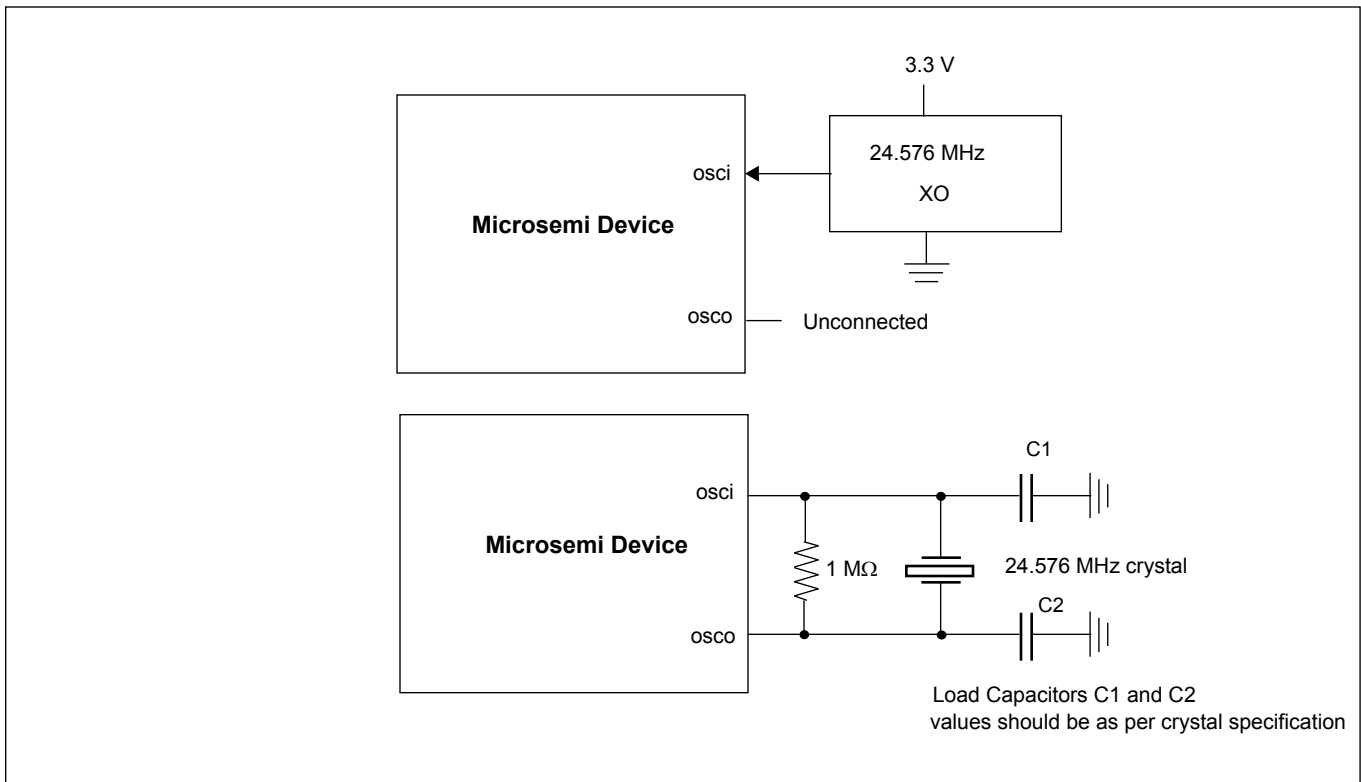 3.3 V
24.576 MHz
XO
osci
Microsemi Device
osco
Unconnected
C1
osci
Microsemi Device
1 MΩ
24.576 MHz crystal
C2
osco
Load Capacitors C1 and C2
values should be as per crystal specification